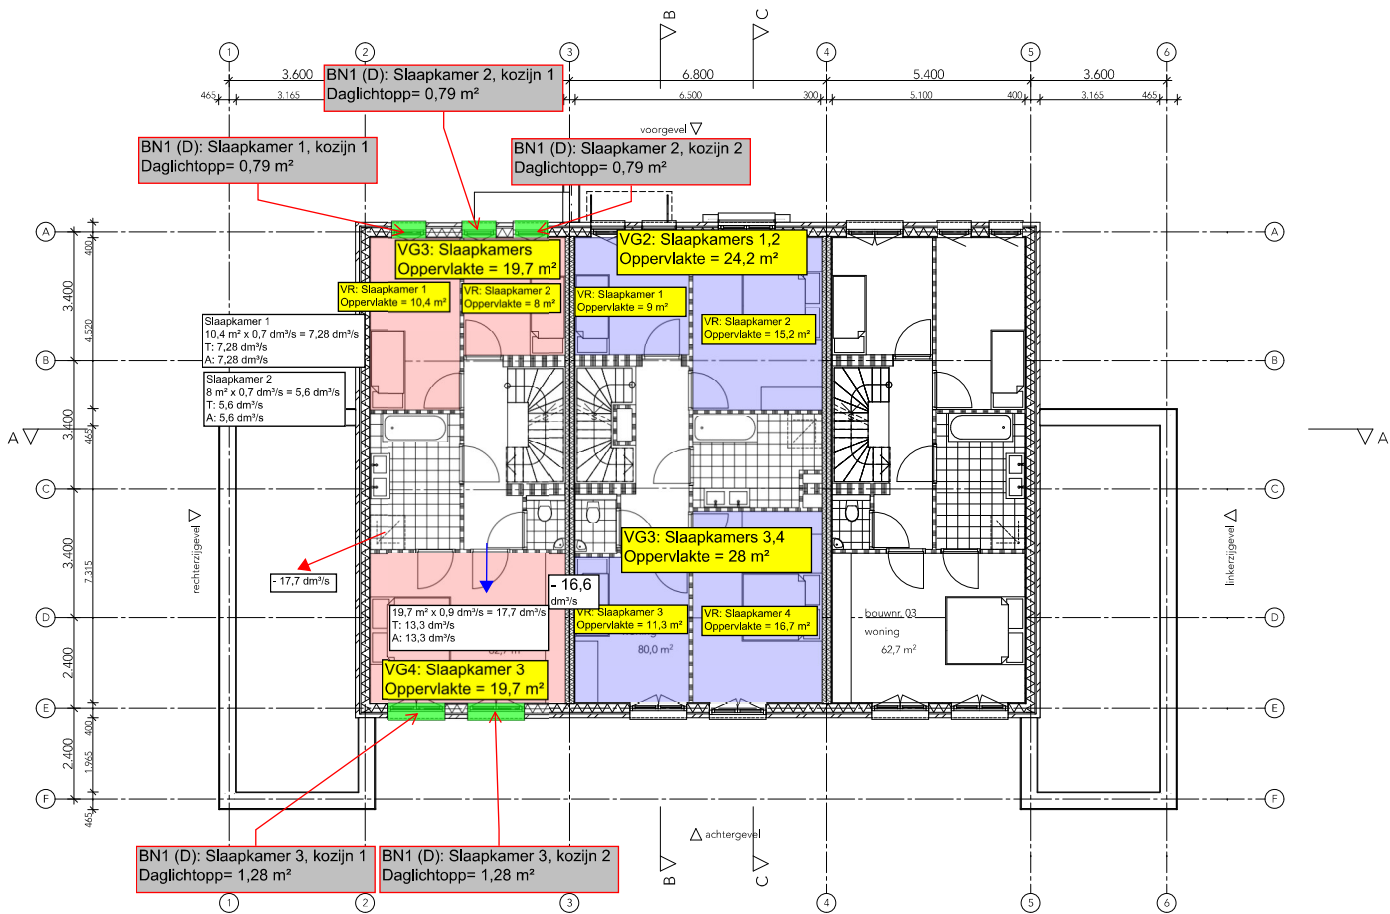 B
C
1
2
3
4
5
6
3.600
6.800
5.400
3.600
465
3.165
6.500
300
5.100
400
3.165
465
BN1 (D): Slaapkamer 2, kozijn 1
Daglichtopp= 0,79 m²
voorgevel
BN1 (D): Slaapkamer 1, kozijn 1
Daglichtopp= 0,79 m²
BN1 (D): Slaapkamer 2, kozijn 2
Daglichtopp= 0,79 m²
A
A
400
VG3: Slaapkamers
Oppervlakte = 19,7 m²
VG2: Slaapkamers 1,2
Oppervlakte = 24,2 m²
3.400
4.520
VR: Slaapkamer 1
Oppervlakte = 10,4 m²
VR: Slaapkamer 2
Oppervlakte = 8 m²
VR: Slaapkamer 1
Oppervlakte = 9 m²
VR: Slaapkamer 2
Oppervlakte = 15,2 m²
Slaapkamer 1
10,4 m² x 0,7 dm³/s = 7,28 dm³/s
T: 7,28 dm³/s
A: 7,28 dm³/s
B
B
Slaapkamer 2
8 m² x 0,7 dm³/s = 5,6 dm³/s
T: 5,6 dm³/s
A: 5,6 dm³/s
3.400
465
A
A
C
C
rechterzijgevel
linkerzijgevel
3.400
7.315
VG3: Slaapkamers 3,4
Oppervlakte = 28 m²
- 17,7 dm³/s
- 16,6
dm³/s
19,7 m² x 0,9 dm³/s = 17,7 dm³/s
T: 13,3 dm³/s
A: 13,3 dm³/s
VR: Slaapkamer 3
Oppervlakte = 11,3 m²
VR: Slaapkamer 4
Oppervlakte = 16,7 m²
D
D
bouwnr. 03
woning
62,7 m²
woning
80,0 m²
62,7 m²
2.400
VG4: Slaapkamer 3
Oppervlakte = 19,7 m²
E
E
400
2.400
1.965
F
F
465
achtergevel
BN1 (D): Slaapkamer 3, kozijn 1
Daglichtopp= 1,28 m²
BN1 (D): Slaapkamer 3, kozijn 2
Daglichtopp= 1,28 m²
B
C
1
2
3
4
5
6